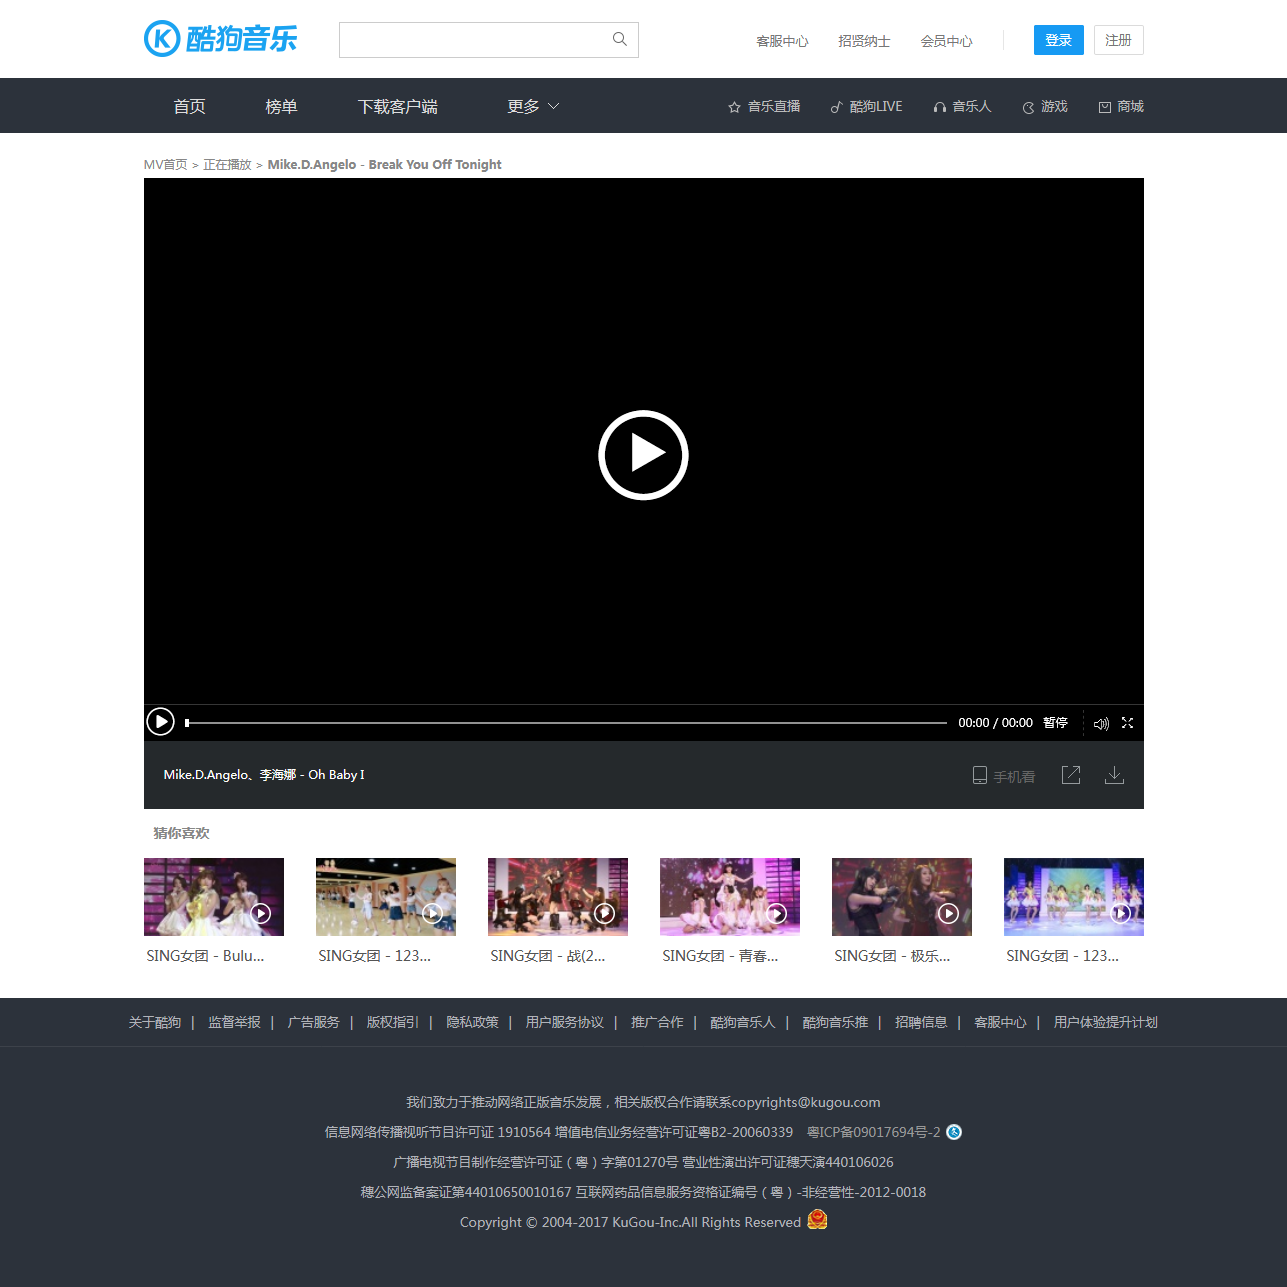 酷狗音乐
客服中心 招贤纳士 会员中心 登录 注册
首页 榜单 下载客户端 更多 音乐直播 酷狗LIVE 音乐人 游戏 商城
MV首页 > 正在播放 > Mike.D.Angelo - Break You Off Tonight
00:00 / 00:00 暂停
Mike.D.Angelo、李海娜 - Oh Baby I 手机看
猜你喜欢
SING女团 - Bulu... SING女团 - 123... SING女团 - 战(2... SING女团 - 青春... SING女团 - 极乐... SING女团 - 123...
关于酷狗 | 监督举报 | 广告服务 | 版权指引 | 隐私政策 | 用户服务协议 | 推广合作 | 酷狗音乐人 | 酷狗音乐推 | 招聘信息 | 客服中心 | 用户体验提升计划
我们致力于推动网络正版音乐发展，相关版权合作请联系copyrights@kugou.com
信息网络传播视听节目许可证 1910564 增值电信业务经营许可证粤B2-20060339 粤ICP备09017694号-2
广播电视节目制作经营许可证（粤）字第01270号 营业性演出许可证穗天演440106026
穗公网监备案证第44010650010167 互联网药品信息服务资格证编号（粤）-非经营性-2012-0018
Copyright © 2004-2017 KuGou-Inc.All Rights Reserved